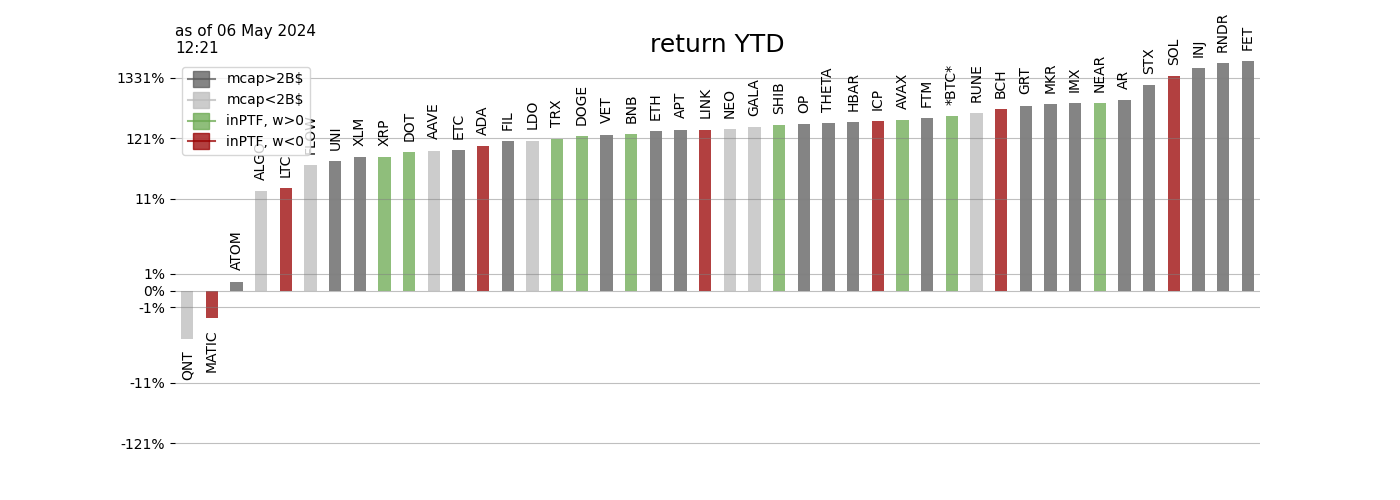 as of 06 May 2024
12:21
return YTD
mcap>2B$
mcap<2B$
inPTF, w>0
inPTF, w<0
1331%
121%
11%
1%
0%
-1%
-11%
-121%
QNT
MATIC
ATOM
ALGO
LTC
FLOW
UNI
XLM
XRP
DOT
AAVE
ETC
ADA
FIL
LDO
TRX
DOGE
VET
BNB
ETH
APT
LINK
NEO
GALA
SHIB
OP
THETA
HBAR
ICP
AVAX
FTM
*BTC*
RUNE
BCH
GRT
MKR
IMX
NEAR
AR
STX
SOL
INJ
RNDR
FET